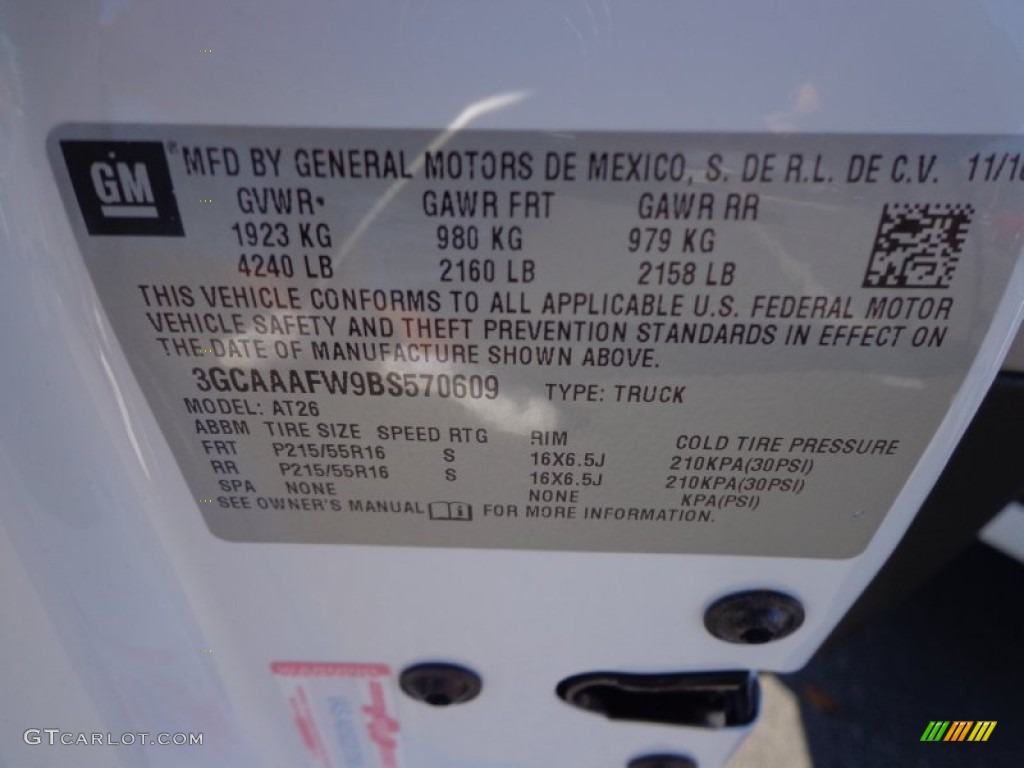 GM ® MFD BY GENERAL MOTORS DE MEXICO, S. DE R.L. DE C.V. 11/1
GVWR GAWR FRT GAWR RR
1923 KG 980 KG 979 KG
4240 LB 2160 LB 2158 LB
THIS VEHICLE CONFORMS TO ALL APPLICABLE U.S. FEDERAL MOTOR
VEHICLE SAFETY AND THEFT PREVENTION STANDARDS IN EFFECT ON
THE DATE OF MANUFACTURE SHOWN ABOVE.
3GCAAAFW9BS570609 TYPE: TRUCK
MODEL: AT26
ABBM TIRE SIZE SPEED RTG RIM COLD TIRE PRESSURE
FRT P215/55R16 S 16X6.5J 210KPA(30PSI)
RR P215/55R16 S 16X6.5J 210KPA(30PSI)
SPA NONE NONE KPA(PSI)
SEE OWNER'S MANUAL FOR MORE INFORMATION.
WARNING
GTCARLOT.COM